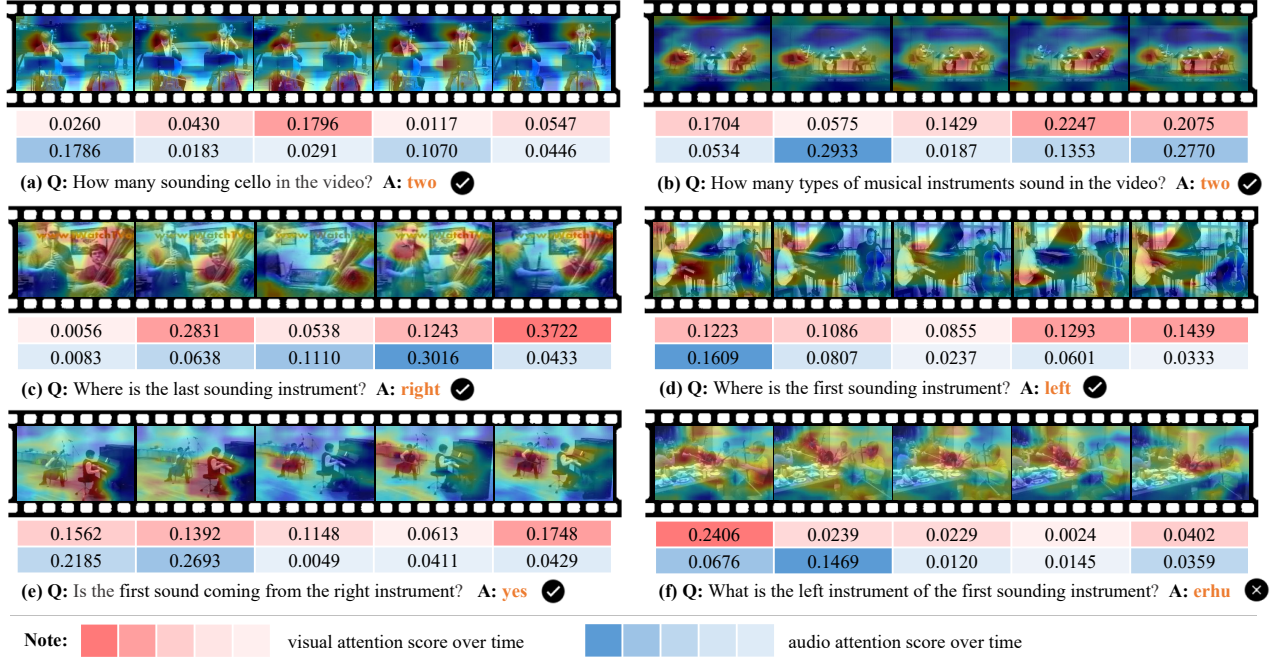 0.0260 0.0430 0.1796 0.0117 0.0547
0.1786 0.0183 0.0291 0.1070 0.0446
(a) Q: How many sounding cello in the video? A: two
0.1704 0.0575 0.1429 0.2247 0.2075
0.0534 0.2933 0.0187 0.1353 0.2770
(b) Q: How many types of musical instruments sound in the video? A: two
0.0056 0.2831 0.0538 0.1243 0.3722
0.0083 0.0638 0.1110 0.3016 0.0433
(c) Q: Where is the last sounding instrument? A: right
0.1223 0.1086 0.0855 0.1293 0.1439
0.1609 0.0807 0.0237 0.0601 0.0333
(d) Q: Where is the first sounding instrument? A: left
0.1562 0.1392 0.1148 0.0613 0.1748
0.2185 0.2693 0.0049 0.0411 0.0429
(e) Q: Is the first sound coming from the right instrument? A: yes
0.2406 0.0239 0.0229 0.0024 0.0402
0.0676 0.1469 0.0120 0.0145 0.0359
(f) Q: What is the left instrument of the first sounding instrument? A: erhu
Note: visual attention score over time audio attention score over time